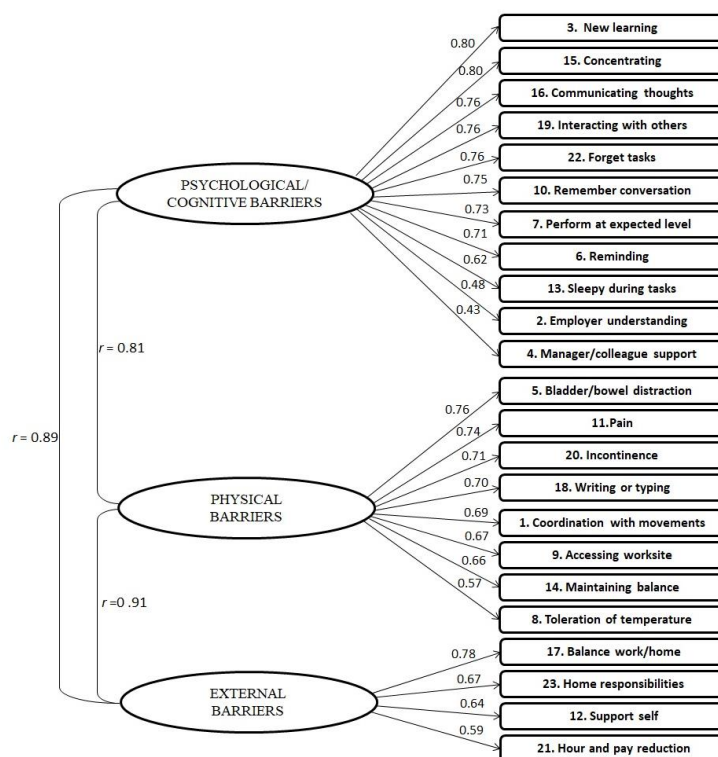 3. New learning
0.80
15. Concentrating
0.80
16. Communicating thoughts
0.76
19. Interacting with others
0.76
22. Forget tasks
0.76
PSYCHOLOGICAL/
COGNITIVE BARRIERS
10. Remember conversation
0.75
7. Perform at expected level
0.73
6. Reminding
0.71
13. Sleepy during tasks
0.62
2. Employer understanding
0.48
4. Manager/colleague support
0.43
r = 0.81
r = 0.89
5. Bladder/bowel distraction
0.76
11.Pain
0.74
20. Incontinence
0.71
18. Writing or typing
0.70
PHYSICAL
BARRIERS
1. Coordination with movements
0.69
9. Accessing worksite
0.67
14. Maintaining balance
0.66
8. Toleration of temperature
0.57
r=0 .91
17. Balance work/home
0.78
23. Home responsibilities
0.67
EXTERNAL
BARRIERS
12. Support self
0.64
21. Hour and pay reduction
0.59